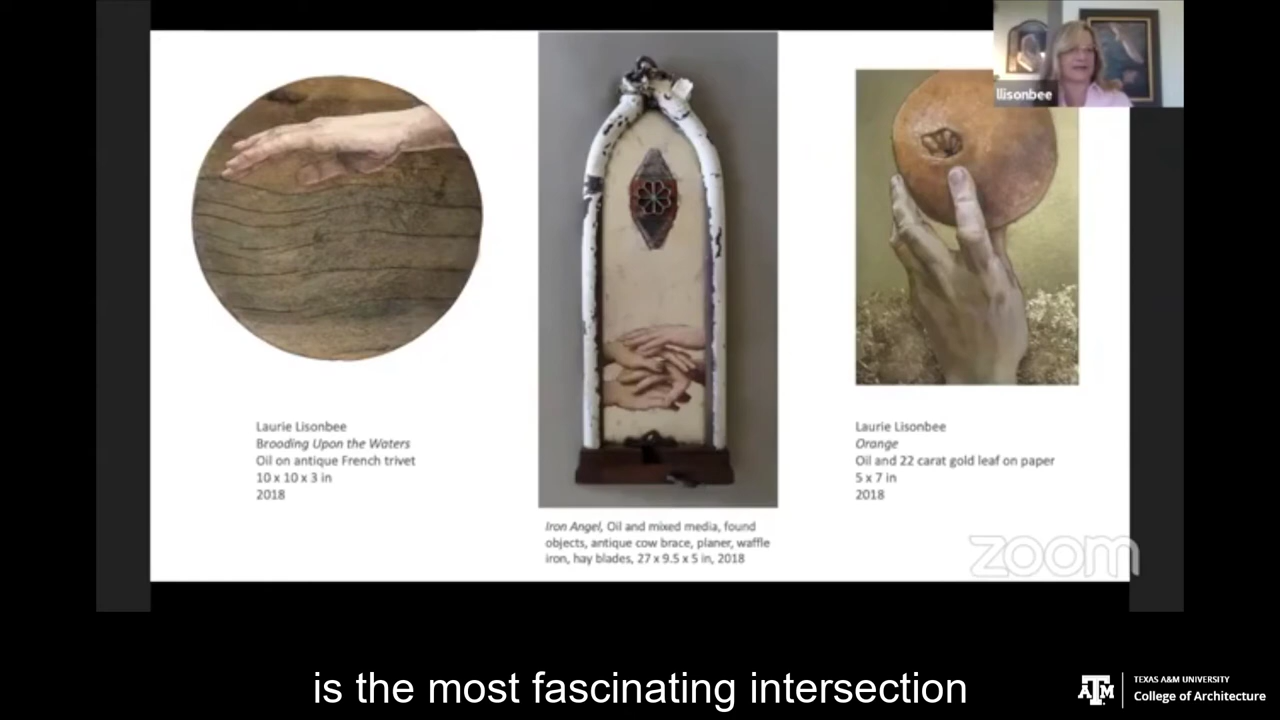 llisonbee
Laurie Lisonbee
Brooding Upon the Waters
Oil on antique French trivet
10 x 10 x 3 in
2018
Iron Angel, Oil and mixed media, found
objects, antique cow brace, planer, waffle
iron, hay blades, 27 x 9.5 x 5 in, 2018
Laurie Lisonbee
Orange
Oil and 22 carat gold leaf on paper
5 x 7 in
2018
zoom
is the most fascinating intersection
ATM
TEXAS A&M UNIVERSITY
College of Architecture